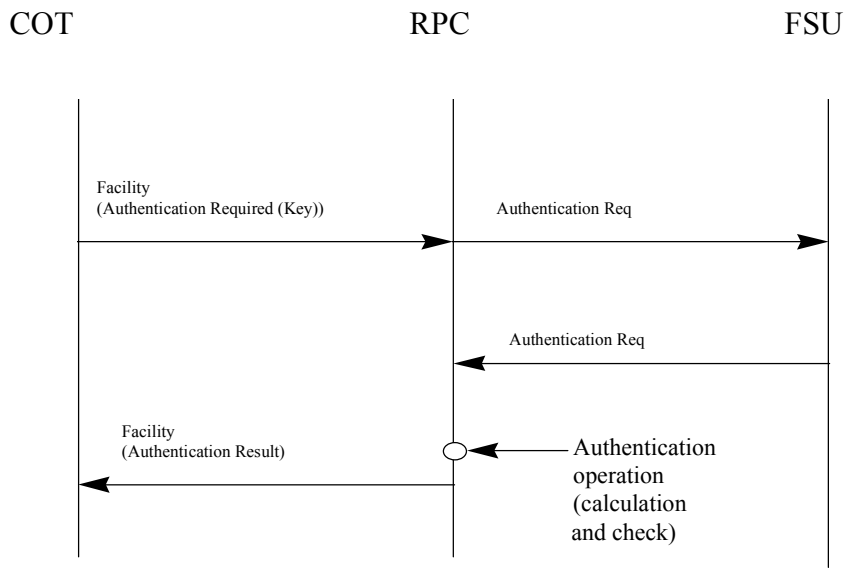 COT
RPC
FSU
Facility
(Authentication Required (Key))
Authentication Req
Authentication Req
Facility
(Authentication Result)
Authentication
operation
(calculation
and check)